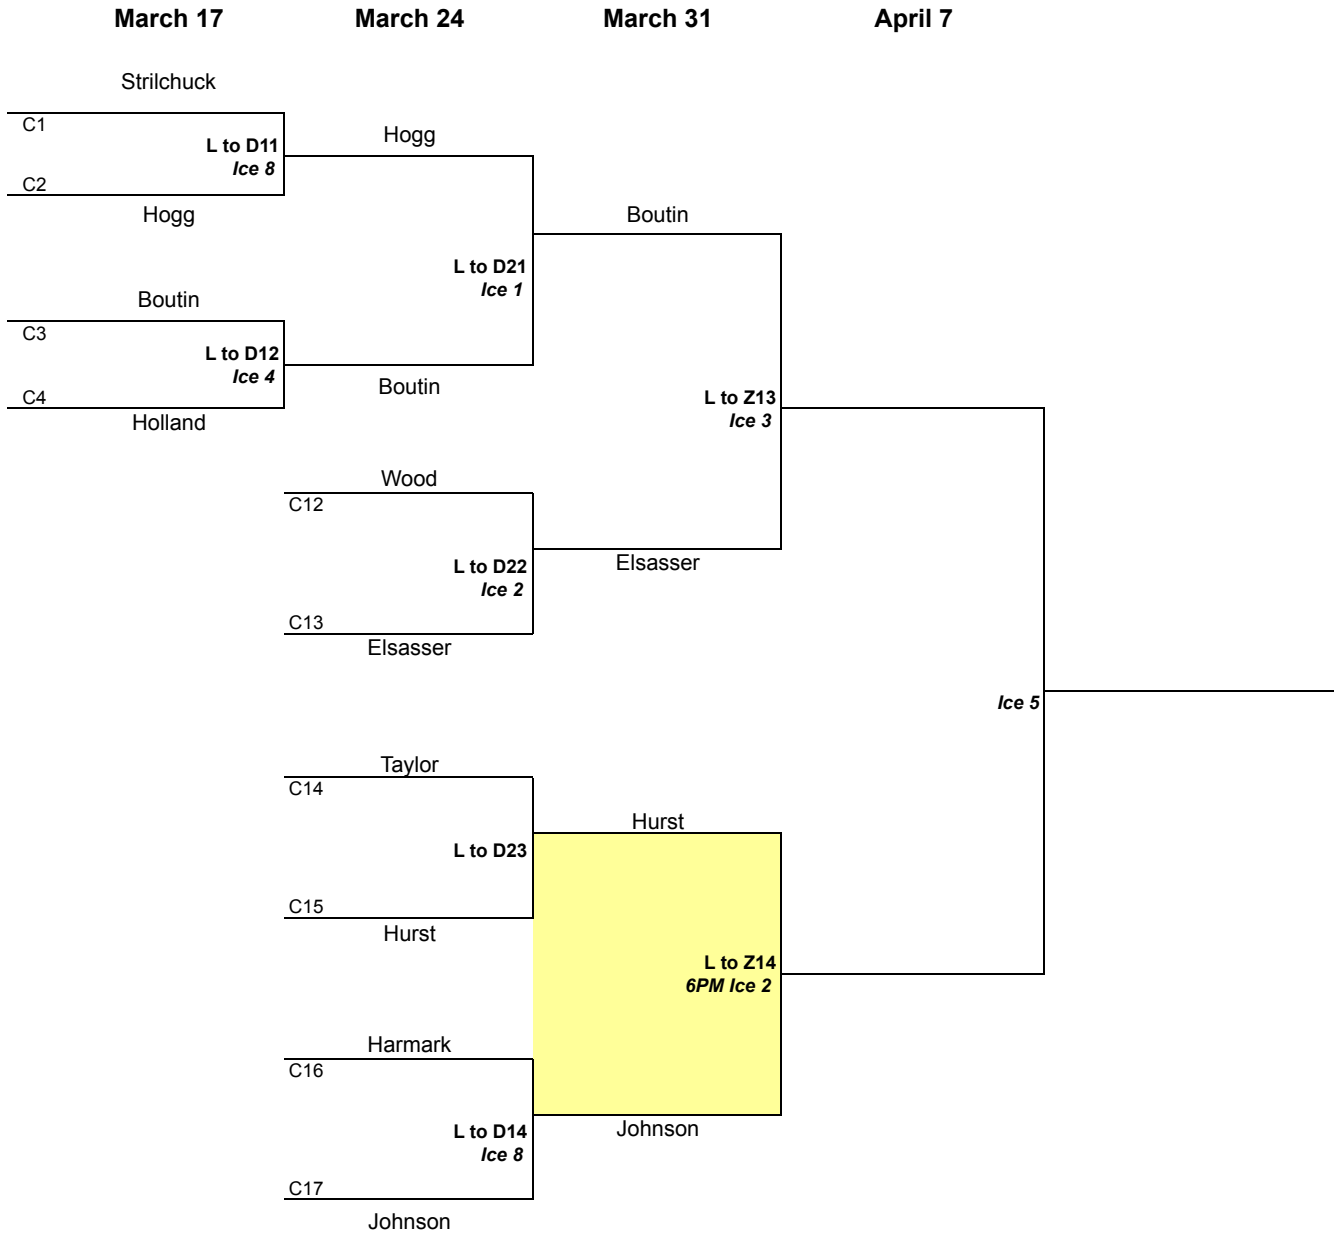 March 17
March 24
March 31
April 7
Strilchuck
C1
L to D11
Ice 8
C2
Hogg
Hogg
Boutin
C3
L to D12
Ice 4
C4
Holland
Boutin
L to D21
Ice 1
Boutin
Wood
C12
L to D22
Ice 2
C13
Elsasser
Elsasser
L to Z13
Ice 3
Ice 5
Taylor
C14
L to D23
C15
Hurst
Hurst
L to Z14
6PM Ice 2
Harmark
C16
L to D14
Ice 8
C17
Johnson
Johnson